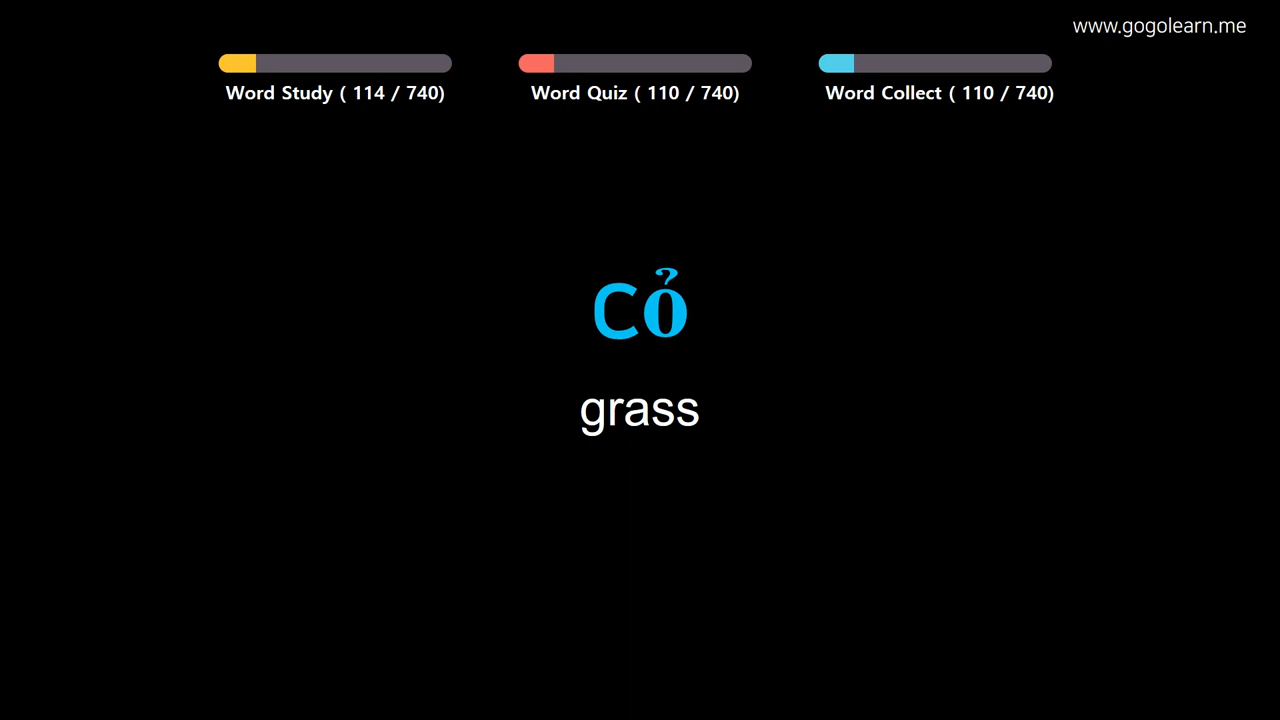 www.gogolearn.me
Word Study ( 114 / 740)
Word Quiz ( 110 / 740)
Word Collect ( 110 / 740)
Cỏ
grass